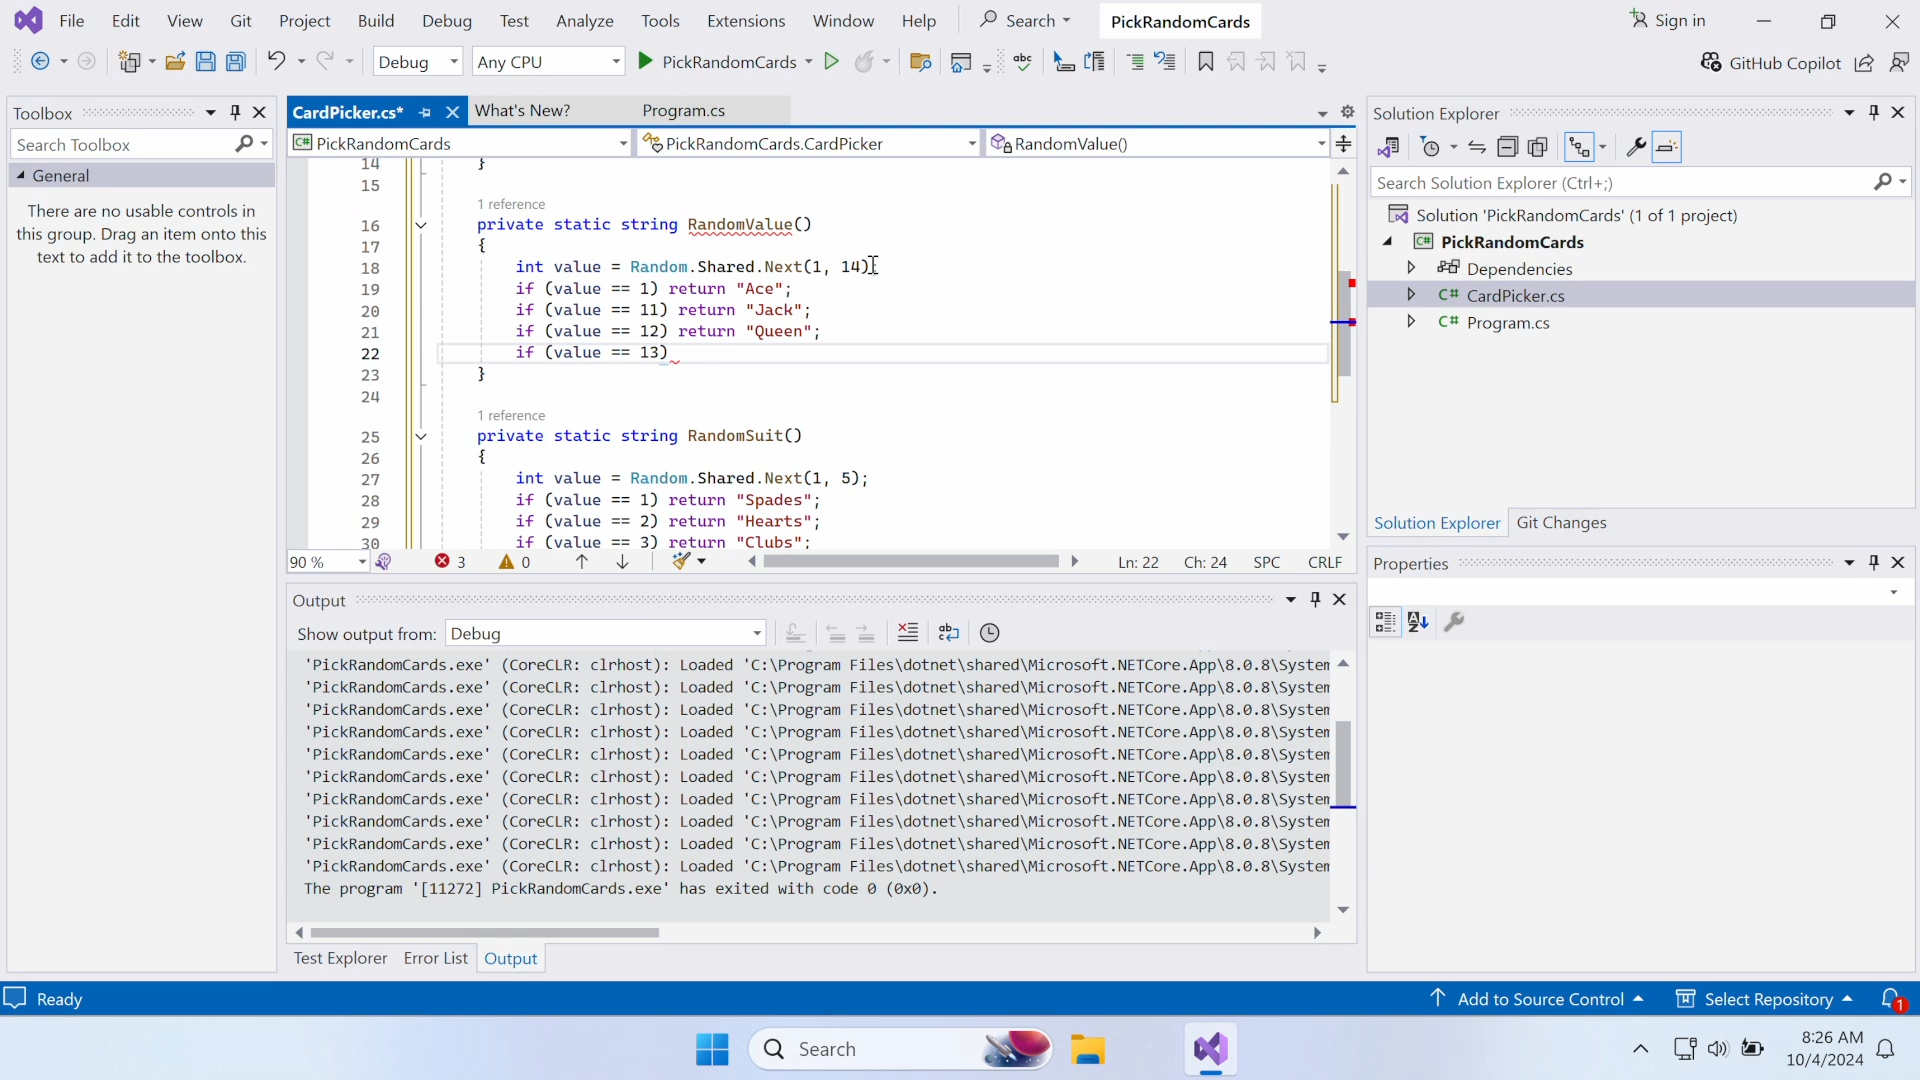 File Edit View Git Project Build Debug Test Analyze Tools Extensions Window Help Search PickRandomCards Sign in
Debug Any CPU PickRandomCards abc GitHub Copilot
Toolbox
Search Toolbox
General
There are no usable controls in
this group. Drag an item onto this
text to add it to the toolbox.
CardPicker.cs* What's New? Program.cs
C# PickRandomCards PickRandomCards.CardPicker RandomValue()
14 }
15
1 reference
16 private static string RandomValue()
17 {
18 int value = Random.Shared.Next(1, 14);
19 if (value == 1) return "Ace";
20 if (value == 11) return "Jack";
21 if (value == 12) return "Queen";
22 if (value == 13)
23 }
24
1 reference
25 private static string RandomSuit()
26 {
27 int value = Random.Shared.Next(1, 5);
28 if (value == 1) return "Spades";
29 if (value == 2) return "Hearts";
30 if (value == 3) return "Clubs";
90 % 3 0 Ln: 22 Ch: 24 SPC CRLF
Output
Show output from: Debug
'PickRandomCards.exe' (CoreCLR: clrhost): Loaded 'C:\Program Files\dotnet\shared\Microsoft.NETCore.App\8.0.8\System
'PickRandomCards.exe' (CoreCLR: clrhost): Loaded 'C:\Program Files\dotnet\shared\Microsoft.NETCore.App\8.0.8\System
'PickRandomCards.exe' (CoreCLR: clrhost): Loaded 'C:\Program Files\dotnet\shared\Microsoft.NETCore.App\8.0.8\System
'PickRandomCards.exe' (CoreCLR: clrhost): Loaded 'C:\Program Files\dotnet\shared\Microsoft.NETCore.App\8.0.8\System
'PickRandomCards.exe' (CoreCLR: clrhost): Loaded 'C:\Program Files\dotnet\shared\Microsoft.NETCore.App\8.0.8\System
'PickRandomCards.exe' (CoreCLR: clrhost): Loaded 'C:\Program Files\dotnet\shared\Microsoft.NETCore.App\8.0.8\System
'PickRandomCards.exe' (CoreCLR: clrhost): Loaded 'C:\Program Files\dotnet\shared\Microsoft.NETCore.App\8.0.8\System
'PickRandomCards.exe' (CoreCLR: clrhost): Loaded 'C:\Program Files\dotnet\shared\Microsoft.NETCore.App\8.0.8\System
'PickRandomCards.exe' (CoreCLR: clrhost): Loaded 'C:\Program Files\dotnet\shared\Microsoft.NETCore.App\8.0.8\System
'PickRandomCards.exe' (CoreCLR: clrhost): Loaded 'C:\Program Files\dotnet\shared\Microsoft.NETCore.App\8.0.8\System
The program '[11272] PickRandomCards.exe' has exited with code 0 (0x0).
Test Explorer Error List Output
Solution Explorer
Search Solution Explorer (Ctrl+;)
Solution 'PickRandomCards' (1 of 1 project)
C# PickRandomCards
Dependencies
C# CardPicker.cs
C# Program.cs
Solution Explorer Git Changes
Properties
Ready Add to Source Control Select Repository 1
Search
8:26 AM
10/4/2024